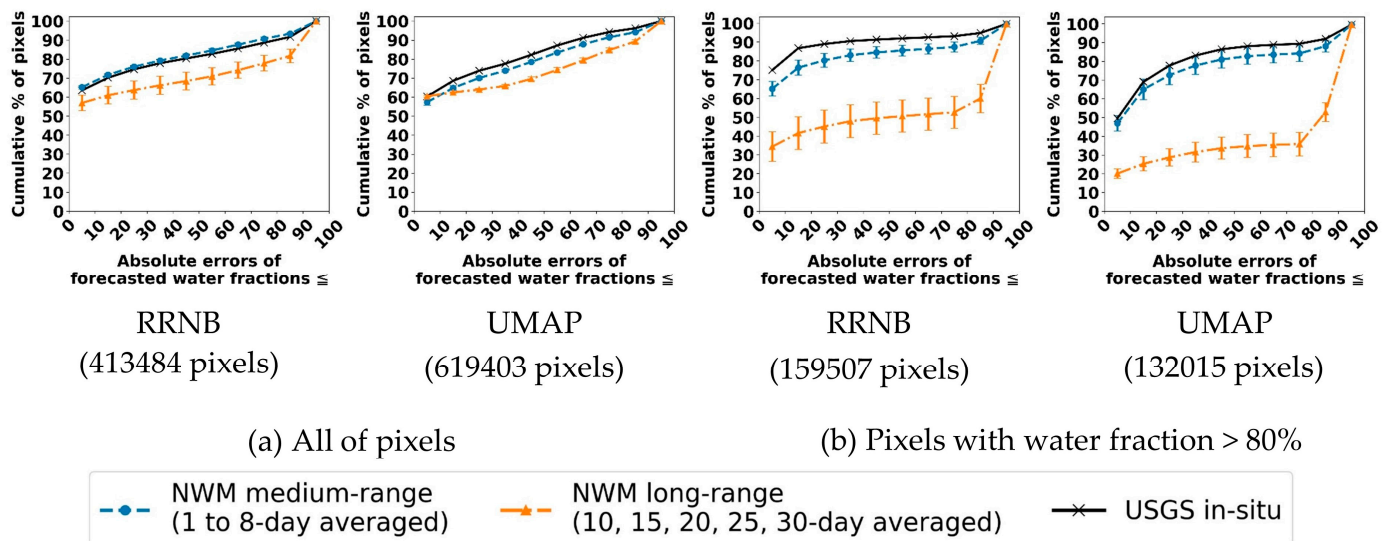 Cumulative % of pixels
100
90
80
70
60
50
40
30
20
10
0
0 10 20 30 40 50 60 70 80 90 100
Absolute errors of
forecasted water fractions ≦
Cumulative % of pixels
100
90
80
70
60
50
40
30
20
10
0
0 10 20 30 40 50 60 70 80 90 100
Absolute errors of
forecasted water fractions ≦
Cumulative % of pixels
100
90
80
70
60
50
40
30
20
10
0
0 10 20 30 40 50 60 70 80 90 100
Absolute errors of
forecasted water fractions ≦
Cumulative % of pixels
100
90
80
70
60
50
40
30
20
10
0
0 10 20 30 40 50 60 70 80 90 100
Absolute errors of
forecasted water fractions ≦
RRNB
(413484 pixels)
UMAP
(619403 pixels)
RRNB
(159507 pixels)
UMAP
(132015 pixels)
(a) All of pixels
(b) Pixels with water fraction > 80%
NWM medium-range
(1 to 8-day averaged)
NWM long-range
(10, 15, 20, 25, 30-day averaged)
USGS in-situ